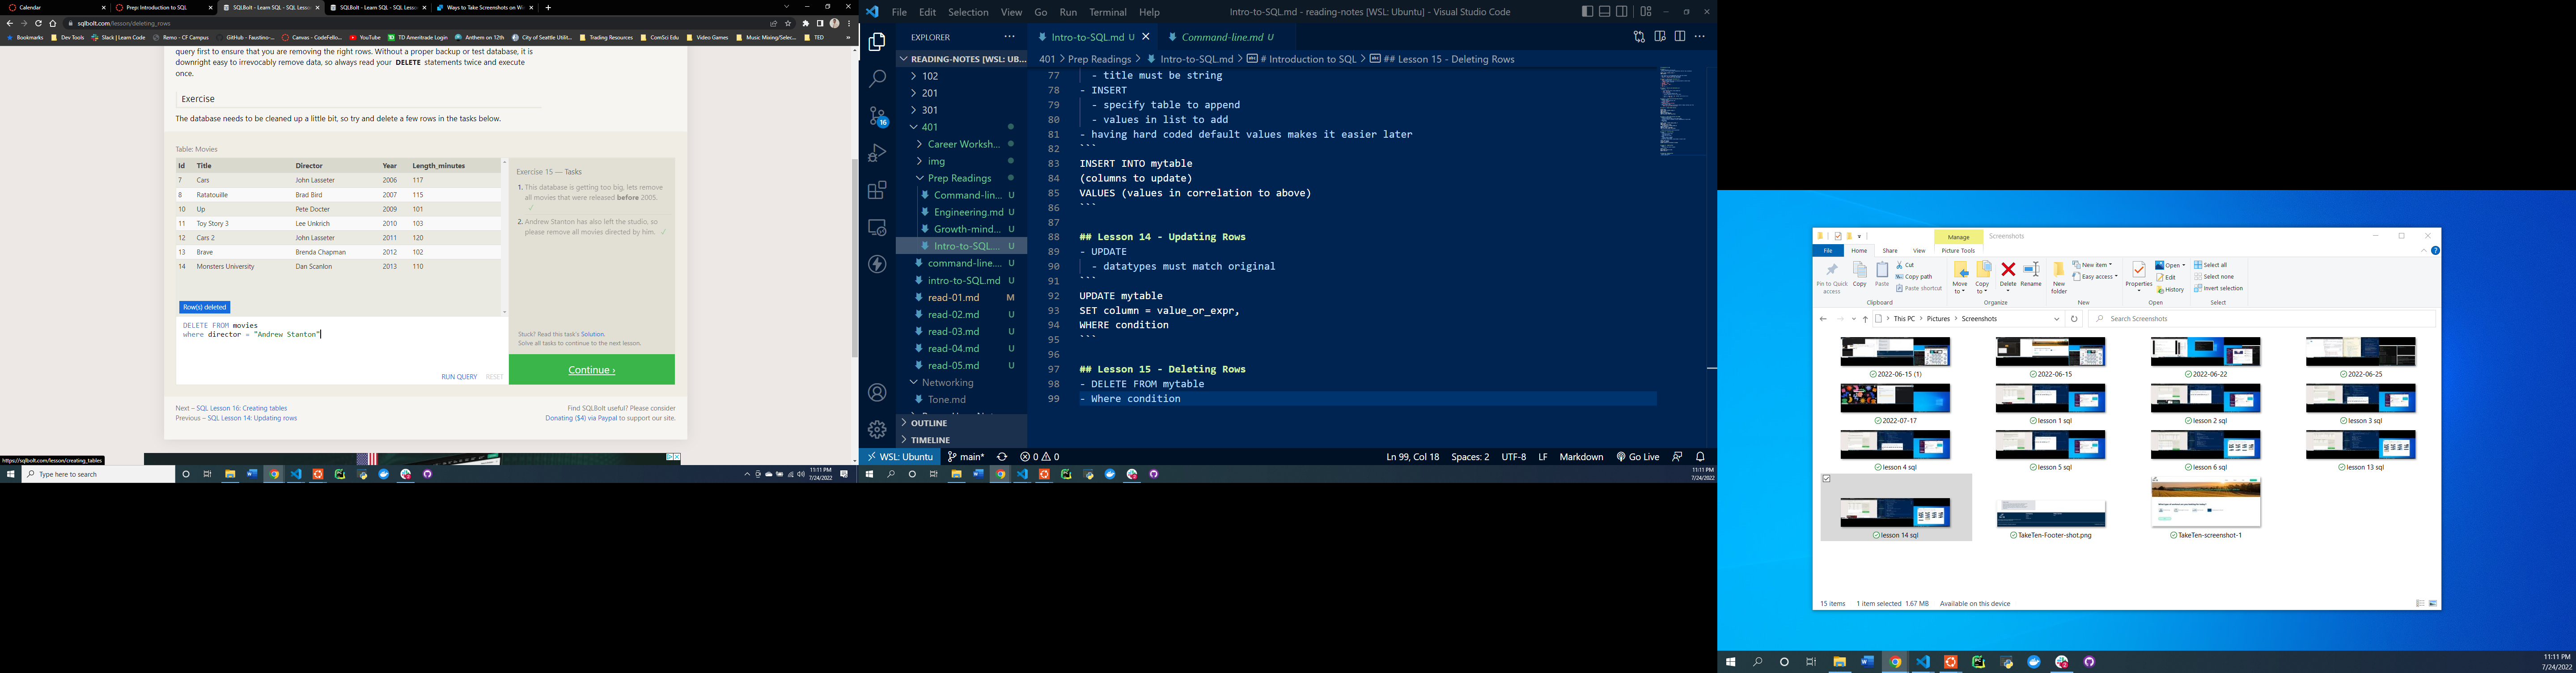 Calendar
Prep: Introduction to SQL
SQLBolt - Learn SQL - SQL Lesson
SQLBolt - Learn SQL - SQL Lesson
Ways to Take Screenshots on
sqlbolt.com/lesson/deleting_rows
Bookmarks
Dev Tools
Slack | Learn Code
Remo - CF Campus
GitHub - Faustino-...
Canvas - CodeFello...
YouTube
TD Ameritrade Login
Anthem on 12th
City of Seattle Utilit...
Trading Resources
ComSci Edu
Video Games
Music Mixing/Selec...
TED
query first to ensure that you are removing the right rows. Without a proper backup or test database, it is
downright easy to irrevocably remove data, so always read your DELETE statements twice and execute
once.
Exercise
The database needs to be cleaned up a little bit, so try and delete a few rows in the tasks below.
Table: Movies
Id Title Director Year Length_minutes
7 Cars John Lasseter 2006 117
8 Ratatouille Brad Bird 2007 115
10 Up Pete Docter 2009 101
11 Toy Story 3 Lee Unkrich 2010 103
12 Cars 2 John Lasseter 2011 120
13 Brave Brenda Chapman 2012 102
14 Monsters University Dan Scanlon 2013 110
Row(s) deleted
DELETE FROM movies
where director = "Andrew Stanton"
RUN QUERY RESET
Exercise 15 — Tasks
1. This database is getting too big, lets remove
all movies that were released before 2005.
✓
2. Andrew Stanton has also left the studio, so
please remove all movies directed by him. ✓
Stuck? Read this task's Solution.
Solve all tasks to continue to the next lesson.
Continue ›
Next – SQL Lesson 16: Creating tables
Previous – SQL Lesson 14: Updating rows
Find SQLBolt useful? Please consider
Donating ($4) via Paypal to support our site.
https://sqlbolt.com/lesson/creating_tables
Type here to search
11:11 PM
7/24/2022
File Edit Selection View Go Run Terminal Help
Intro-to-SQL.md - reading-notes [WSL: Ubuntu] - Visual Studio Code
EXPLORER
READING-NOTES [WSL: UB...
102
201
301
401
Career Worksh...
img
Prep Readings
Command-lin... U
Engineering.md U
Growth-mind... U
Intro-to-SQL.... U
command-line.... U
intro-to-SQL.md U
read-01.md M
read-02.md U
read-03.md U
read-04.md U
read-05.md U
Networking
Tone.md
OUTLINE
TIMELINE
16
Intro-to-SQL.md U
Command-line.md U
401 > Prep Readings > Intro-to-SQL.md > # Introduction to SQL > ## Lesson 15 - Deleting Rows
77 - title must be string
78 - INSERT
79 - specify table to append
80 - values in list to add
81 - having hard coded default values makes it easier later
82 ```
83 INSERT INTO mytable
84 (columns to update)
85 VALUES (values in correlation to above)
86 ```
87
88 ## Lesson 14 - Updating Rows
89 - UPDATE
90 - datatypes must match original
91 ```
92 UPDATE mytable
93 SET column = value_or_expr,
94 WHERE condition
95 ```
96
97 ## Lesson 15 - Deleting Rows
98 - DELETE FROM mytable
99 - Where condition
WSL: Ubuntu
main*
0 0
Ln 99, Col 18
Spaces: 2
UTF-8
LF
Markdown
Go Live
11:11 PM
7/24/2022
Manage
Screenshots
File Home Share View Picture Tools
Pin to Quick access
Copy
Paste
Cut
Copy path
Paste shortcut
Clipboard
Move to
Copy to
Delete
Rename
Organize
New folder
New item
Easy access
New
Properties
Open
Edit
History
Open
Select all
Select none
Invert selection
Select
This PC > Pictures > Screenshots
Search Screenshots
2022-06-15 (1)
2022-06-15
2022-06-22
2022-06-25
2022-07-17
lesson 1 sql
lesson 2 sql
lesson 3 sql
lesson 4 sql
lesson 5 sql
lesson 6 sql
lesson 13 sql
lesson 14 sql
TakeTen-Footer-shot.png
TakeTen-screenshot-1
15 items
1 item selected 1.67 MB
Available on this device
11:11 PM
7/24/2022